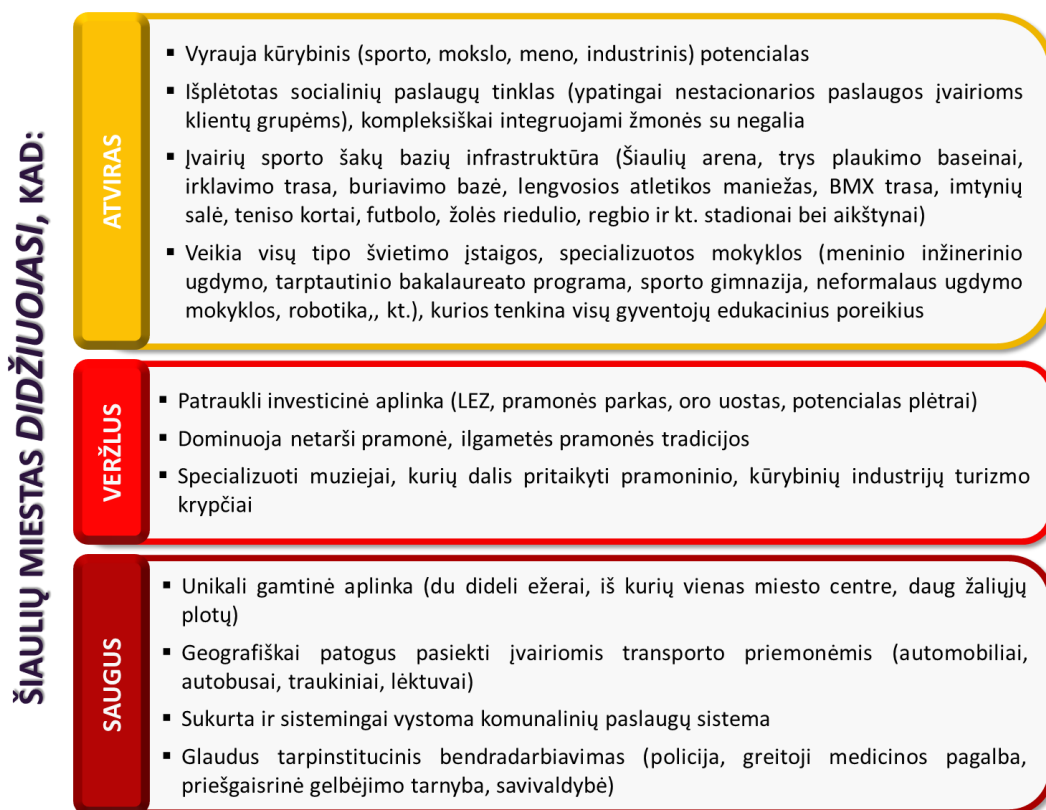 ŠIAULIŲ MIESTAS DIDŽIUOJASI, KAD:
ATVIRAS
▪ Vyrauja kūrybinis (sporto, mokslo, meno, industrinis) potencialas
▪ Išplėtotas socialinių paslaugų tinklas (ypatingai nestacionarios paslaugos įvairioms
klientų grupėms), kompleksiškai integruojami žmonės su negalia
▪ Įvairių sporto šakų bazių infrastruktūra (Šiaulių arena, trys plaukimo baseinai,
irklavimo trasa, buriavimo bazė, lengvosios atletikos maniežas, BMX trasa, imtynių
salė, teniso kortai, futbolo, žolės riedulio, regbio ir kt. stadionai bei aikštynai)
▪ Veikia visų tipo švietimo įstaigos, specializuotos mokyklos (meninio inžinerinio
ugdymo, tarptautinio bakalaureato programa, sporto gimnazija, neformalaus ugdymo
mokyklos, robotika,, kt.), kurios tenkina visų gyventojų edukacinius poreikius
VERŽLUS
▪ Patraukli investicinė aplinka (LEZ, pramonės parkas, oro uostas, potencialas plėtrai)
▪ Dominuoja netarši pramonė, ilgametės pramonės tradicijos
▪ Specializuoti muziejai, kurių dalis pritaikyti pramoninio, kūrybinių industrijų turizmo
krypčiai
SAUGUS
▪ Unikali gamtinė aplinka (du dideli ežerai, iš kurių vienas miesto centre, daug žaliųjų
plotų)
▪ Geografiškai patogus pasiekti įvairiomis transporto priemonėmis (automobiliai,
autobusai, traukiniai, lėktuvai)
▪ Sukurta ir sistemingai vystoma komunalinių paslaugų sistema
▪ Glaudus tarpinstitucinis bendradarbiavimas (policija, greitoji medicinos pagalba,
priešgaisrinė gelbėjimo tarnyba, savivaldybė)